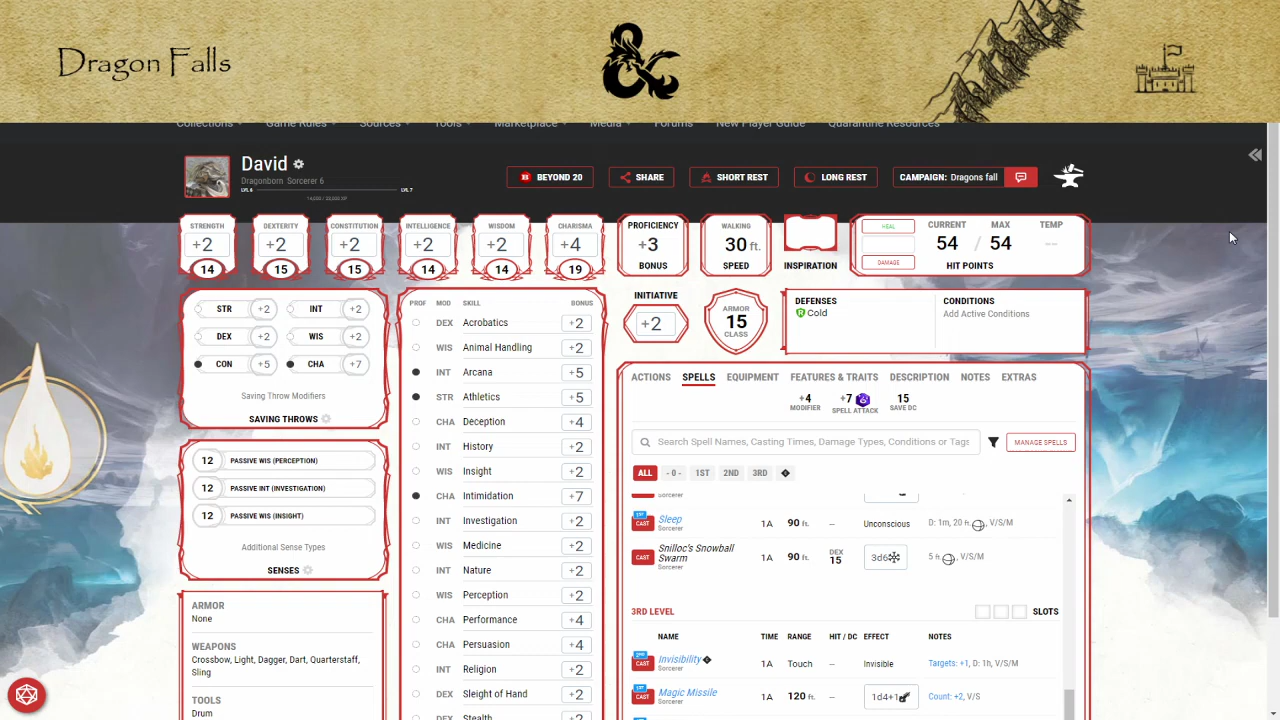 Dragon Falls
Collections Game Rules Sources Tools Marketplace Media Forums New Player Guide Quarantine Resources
David
Dragonborn Sorcerer 6
LVL 6 LVL 7
BEYOND 20 SHARE SHORT REST LONG REST CAMPAIGN: Dragons fall
STRENGTH DEXTERITY CONSTITUTION INTELLIGENCE WISDOM CHARISMA PROFICIENCY WALKING HEAL CURRENT MAX TEMP
+2 +2 +2 +2 +2 +4 +3 30 ft. 54 / 54 --
14 15 15 14 14 19 BONUS SPEED INSPIRATION DAMAGE HIT POINTS
STR +2 INT +2
DEX +2 WIS +2
CON +5 CHA +7
Saving Throw Modifiers
SAVING THROWS
12 PASSIVE WIS (PERCEPTION)
12 PASSIVE INT (INVESTIGATION)
12 PASSIVE WIS (INSIGHT)
Additional Sense Types
SENSES
ARMOR
None
WEAPONS
Crossbow, Light, Dagger, Dart, Quarterstaff,
Sling
TOOLS
Drum
PROF MOD SKILL BONUS
DEX Acrobatics +2
WIS Animal Handling +2
INT Arcana +5
STR Athletics +5
CHA Deception +4
INT History +2
WIS Insight +2
CHA Intimidation +7
INT Investigation +2
WIS Medicine +2
INT Nature +2
WIS Perception +2
CHA Performance +4
CHA Persuasion +4
INT Religion +2
DEX Sleight of Hand +2
DEX Stealth +2
INITIATIVE
+2
ARMOR
15
CLASS
DEFENSES
Cold
CONDITIONS
Add Active Conditions
ACTIONS SPELLS EQUIPMENT FEATURES & TRAITS DESCRIPTION NOTES EXTRAS
+4 +7 15
MODIFIER SPELL ATTACK SAVE DC
Search Spell Names, Casting Times, Damage Types, Conditions or Tags MANAGE SPELLS
ALL - 0 - 1ST 2ND 3RD
Sorcerer
1ST CAST Sleep 1A 90 ft. -- Unconscious D: 1m, 20 ft. , V/S/M
Sorcerer
CAST Snilloc's Snowball Swarm 1A 90 ft. DEX 15 3d6 5 ft. , V/S/M
Sorcerer
3RD LEVEL SLOTS
NAME TIME RANGE HIT / DC EFFECT NOTES
2ND CAST Invisibility 1A Touch -- Invisible Targets: +1, D: 1h, V/S/M
Sorcerer
1ST CAST Magic Missile 1A 120 ft. -- 1d4+1 Count: +2, V/S
Sorcerer